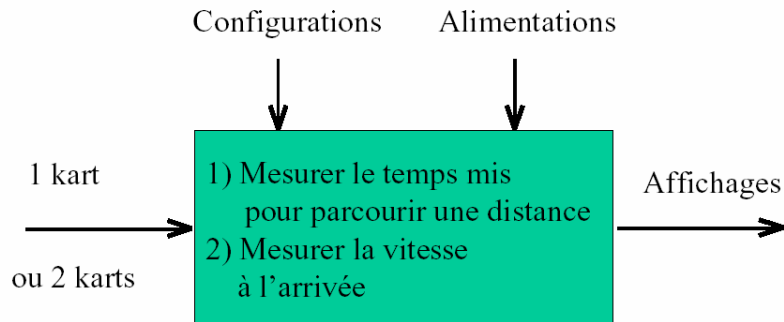 Configurations
Alimentations
1 kart
ou 2 karts
1) Mesurer le temps mis
pour parcourir une distance
2) Mesurer la vitesse
à l’arrivée
Affichages